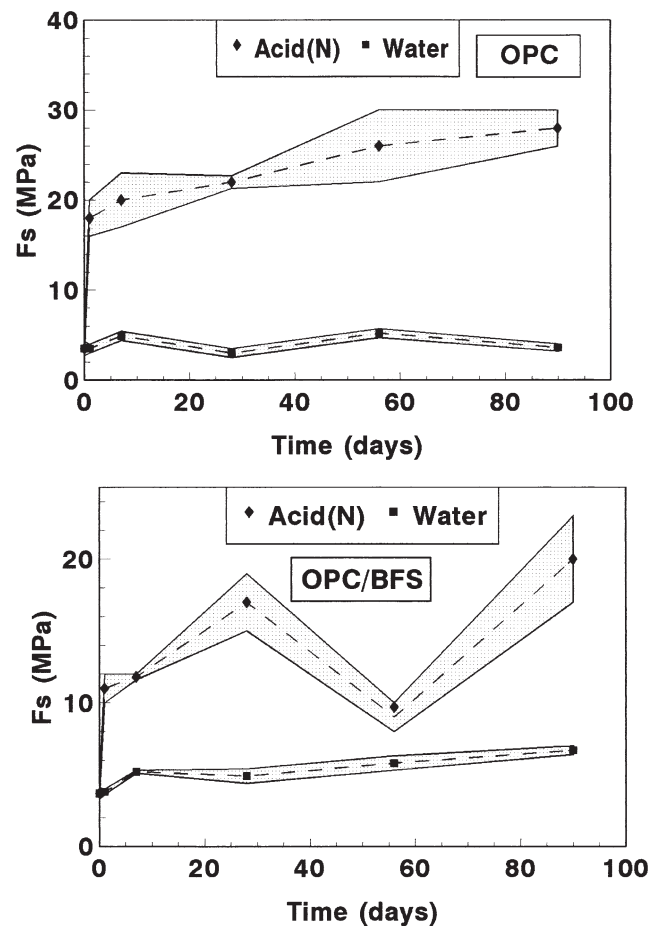 40
Acid(N) Water
OPC
30
20
10
0
Fs (MPa)
0 20 40 60 80 100
Time (days)
Acid(N) Water
OPC/BFS
20
10
0
Fs (MPa)
0 20 40 60 80 100
Time (days)